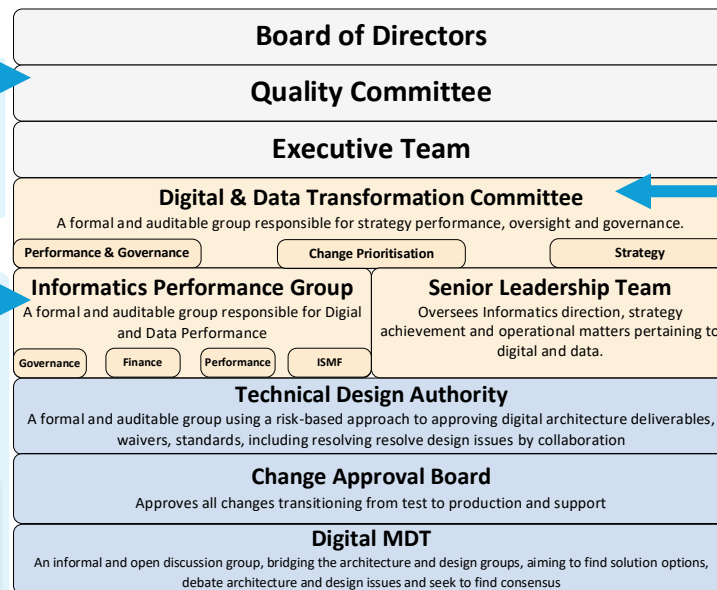 Board of Directors
Quality Committee
Executive Team
Digital & Data Transformation Committee
A formal and auditable group responsible for strategy performance, oversight and governance.
Performance & Governance
Change Prioritisation
Strategy
Informatics Performance Group
A formal and auditable group responsible for Digial
and Data Performance
Governance
Finance
Performance
ISMF
Senior Leadership Team
Oversees Informatics direction, strategy
achievement and operational matters pertaining to
digital and data.
Technical Design Authority
A formal and auditable group using a risk-based approach to approving digital architecture deliverables,
waivers, standards, including resolving resolve design issues by collaboration
Change Approval Board
Approves all changes transitioning from test to production and support
Digital MDT
An informal and open discussion group, bridging the architecture and design groups, aiming to find solution options,
debate architecture and design issues and seek to find consensus